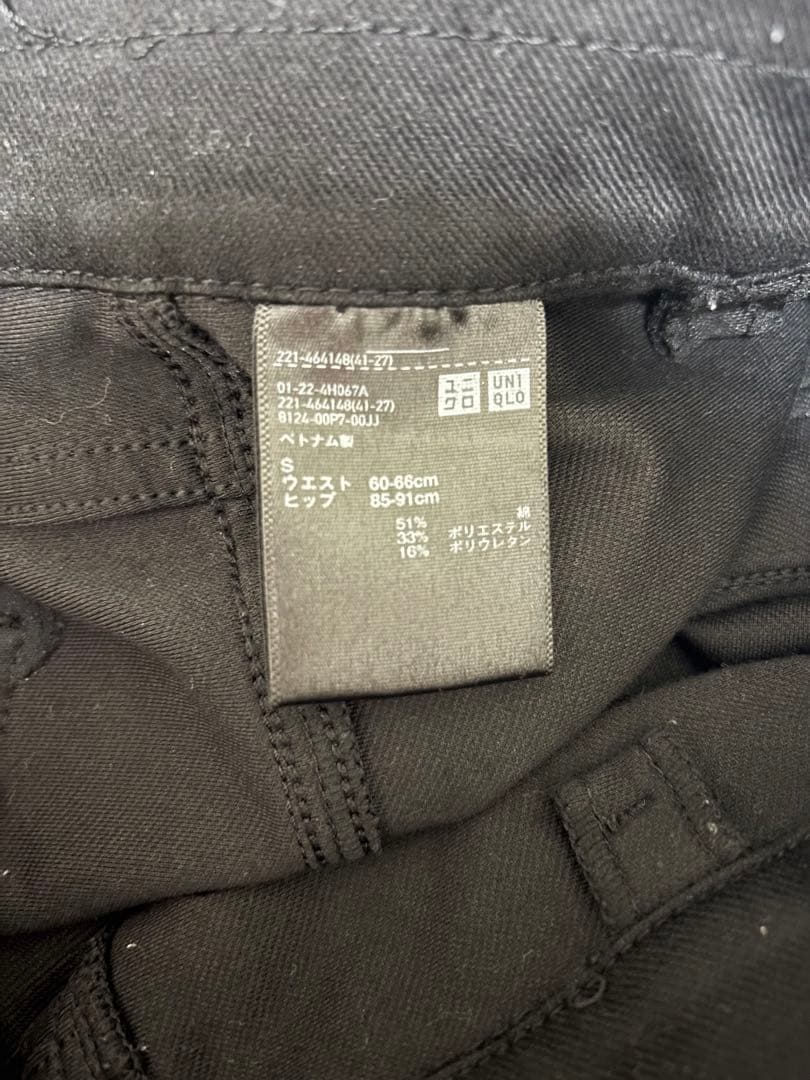 221-464148(41-27)
01-22-4H067A
221-464148(41-27)
8124-00P7-00JJ
ユニ
クロ
UNI
QLO
ベトナム製
S
ウエスト 60-66cm
ヒップ 85-91cm
51% 綿
33% ポリエステル
16% ポリウレタン